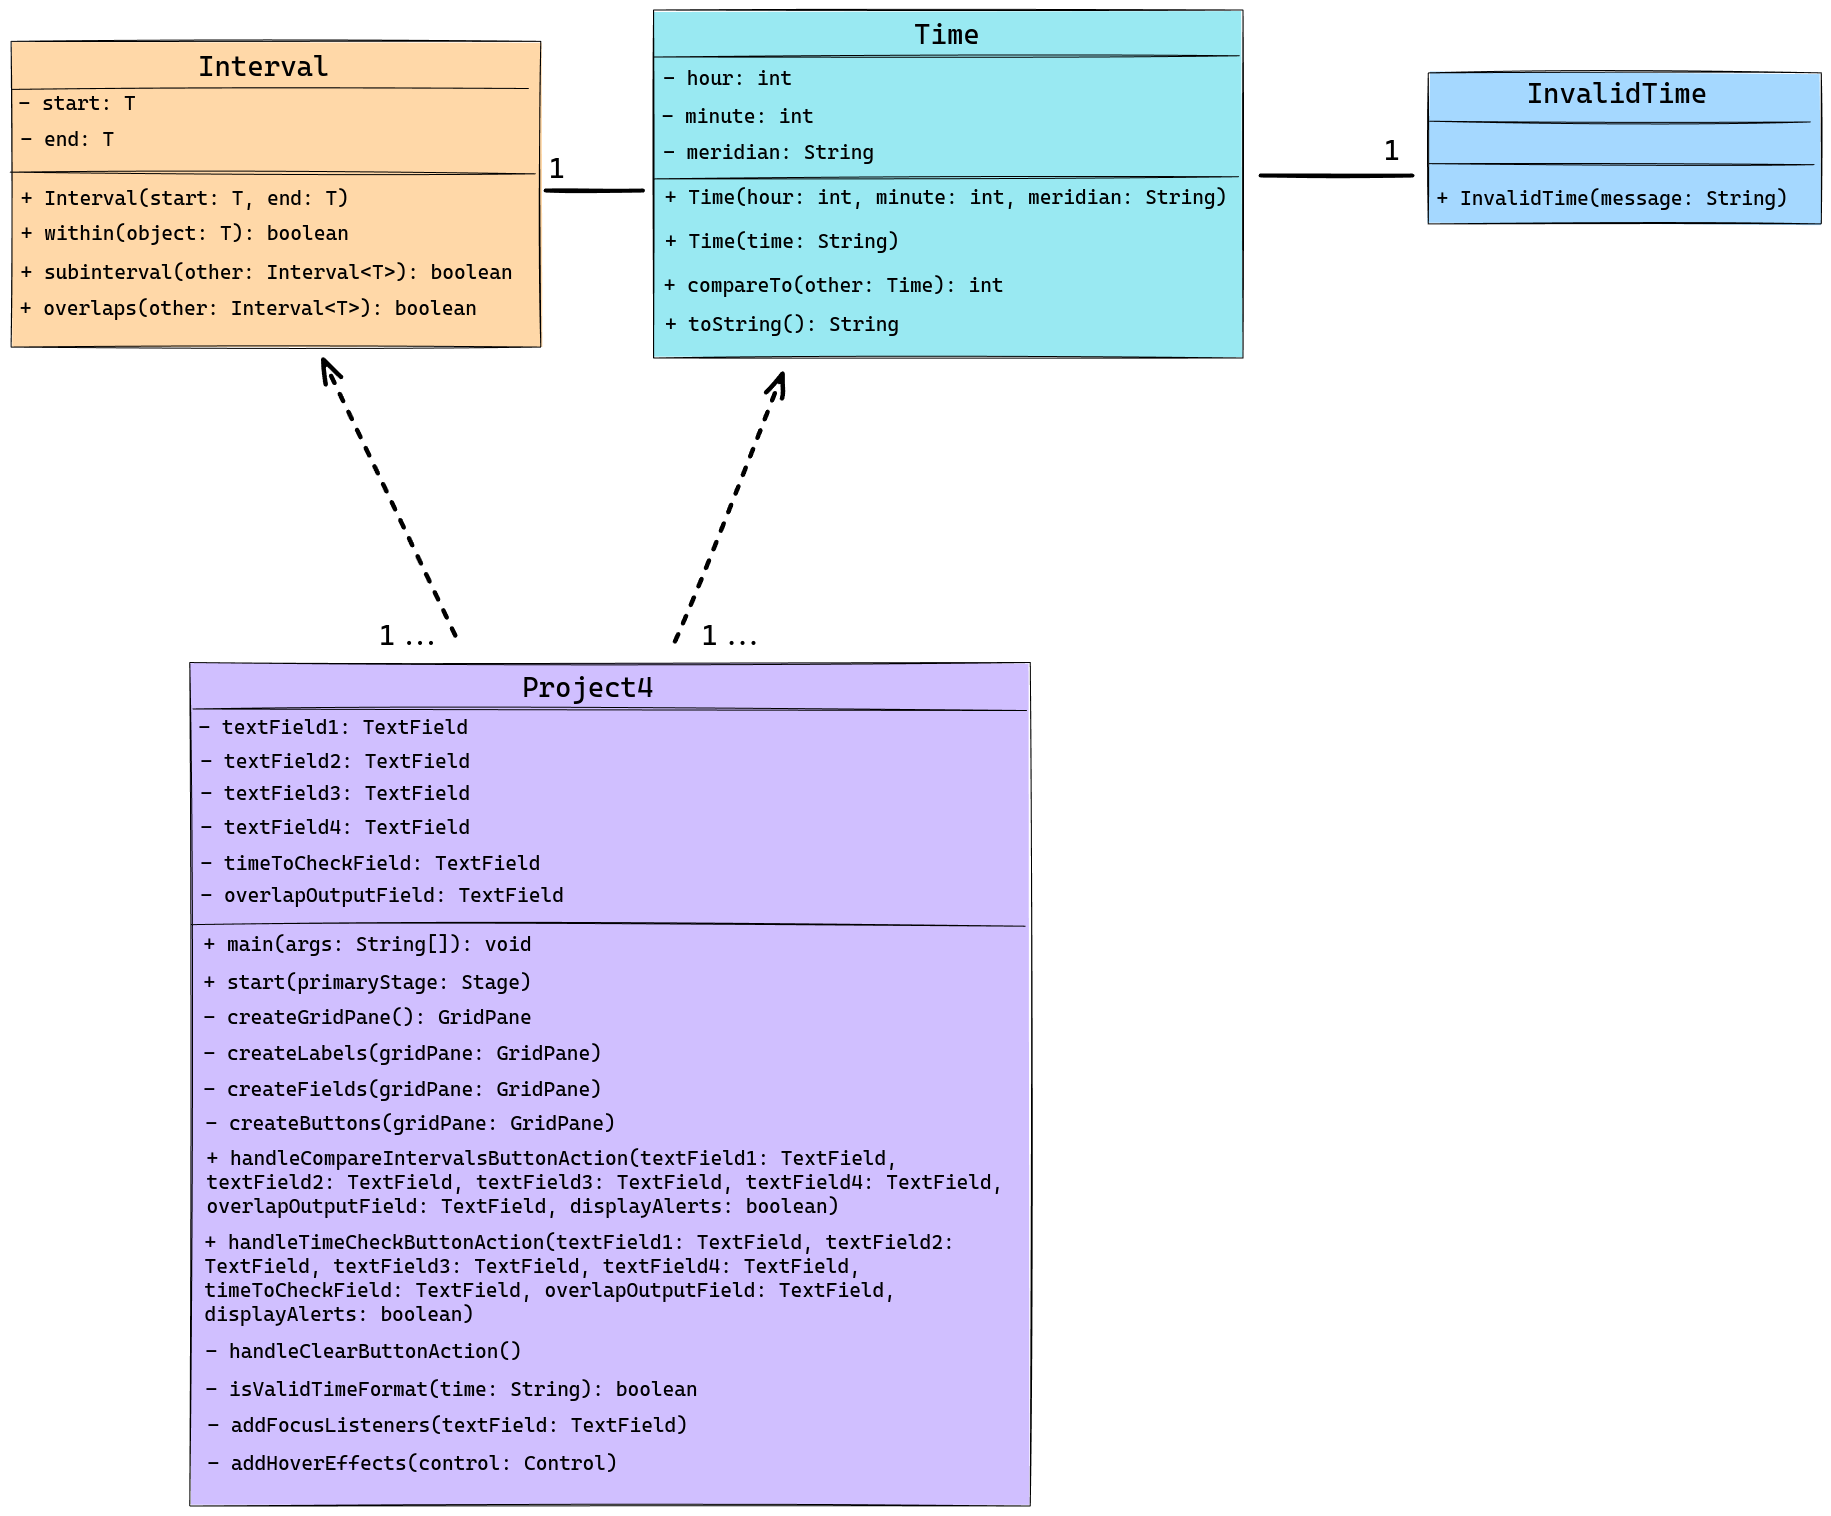 Interval
- start: T
- end: T
+ Interval(start: T, end: T)
+ within(object: T): boolean
+ subinterval(other: Interval<T>): boolean
+ overlaps(other: Interval<T>): boolean
1
Time
- hour: int
- minute: int
- meridian: String
+ Time(hour: int, minute: int, meridian: String)
+ Time(time: String)
+ compareTo(other: Time): int
+ toString(): String
1
InvalidTime
+ InvalidTime(message: String)
1 ...
1 ...
Project4
- textField1: TextField
- textField2: TextField
- textField3: TextField
- textField4: TextField
- timeToCheckField: TextField
- overlapOutputField: TextField
+ main(args: String[]): void
+ start(primaryStage: Stage)
- createGridPane(): GridPane
- createLabels(gridPane: GridPane)
- createFields(gridPane: GridPane)
- createButtons(gridPane: GridPane)
+ handleCompareIntervalsButtonAction(textField1: TextField,
textField2: TextField, textField3: TextField, textField4: TextField,
overlapOutputField: TextField, displayAlerts: boolean)
+ handleTimeCheckButtonAction(textField1: TextField, textField2:
TextField, textField3: TextField, textField4: TextField,
timeToCheckField: TextField, overlapOutputField: TextField,
displayAlerts: boolean)
- handleClearButtonAction()
- isValidTimeFormat(time: String): boolean
- addFocusListeners(textField: TextField)
- addHoverEffects(control: Control)